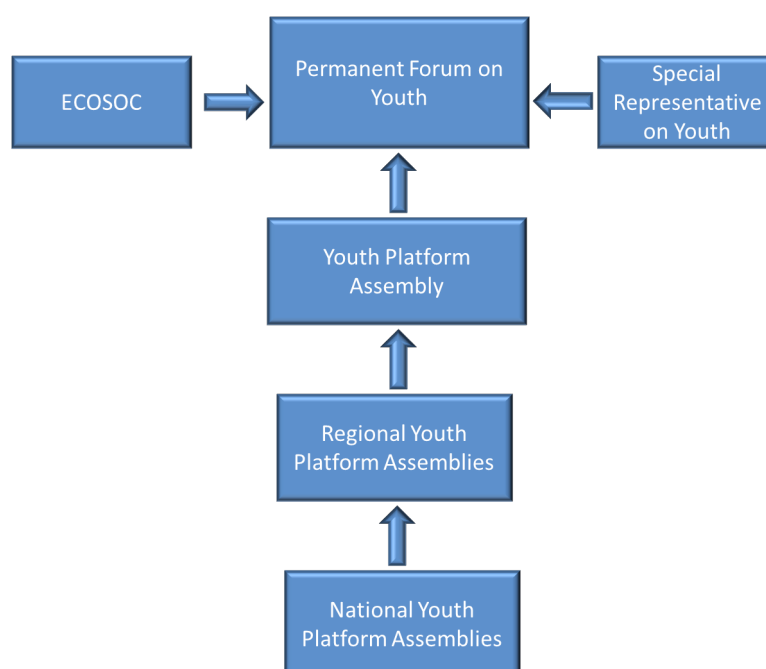 Permanent Forum on
Youth
ECOSOC
Special
Representative
on Youth
Youth Platform
Assembly
Regional Youth
Platform Assemblies
National Youth
Platform Assemblies